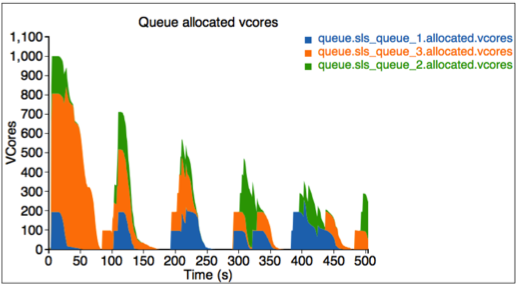 Queue allocated vcores
queue.sls_queue_1.allocated.vcores
queue.sls_queue_3.allocated.vcores
queue.sls_queue_2.allocated.vcores
1,100
1,000
900
800
700
600
500
400
300
200
100
0
VCores
0 50 100 150 200 250 300 350 400 450 500
Time (s)